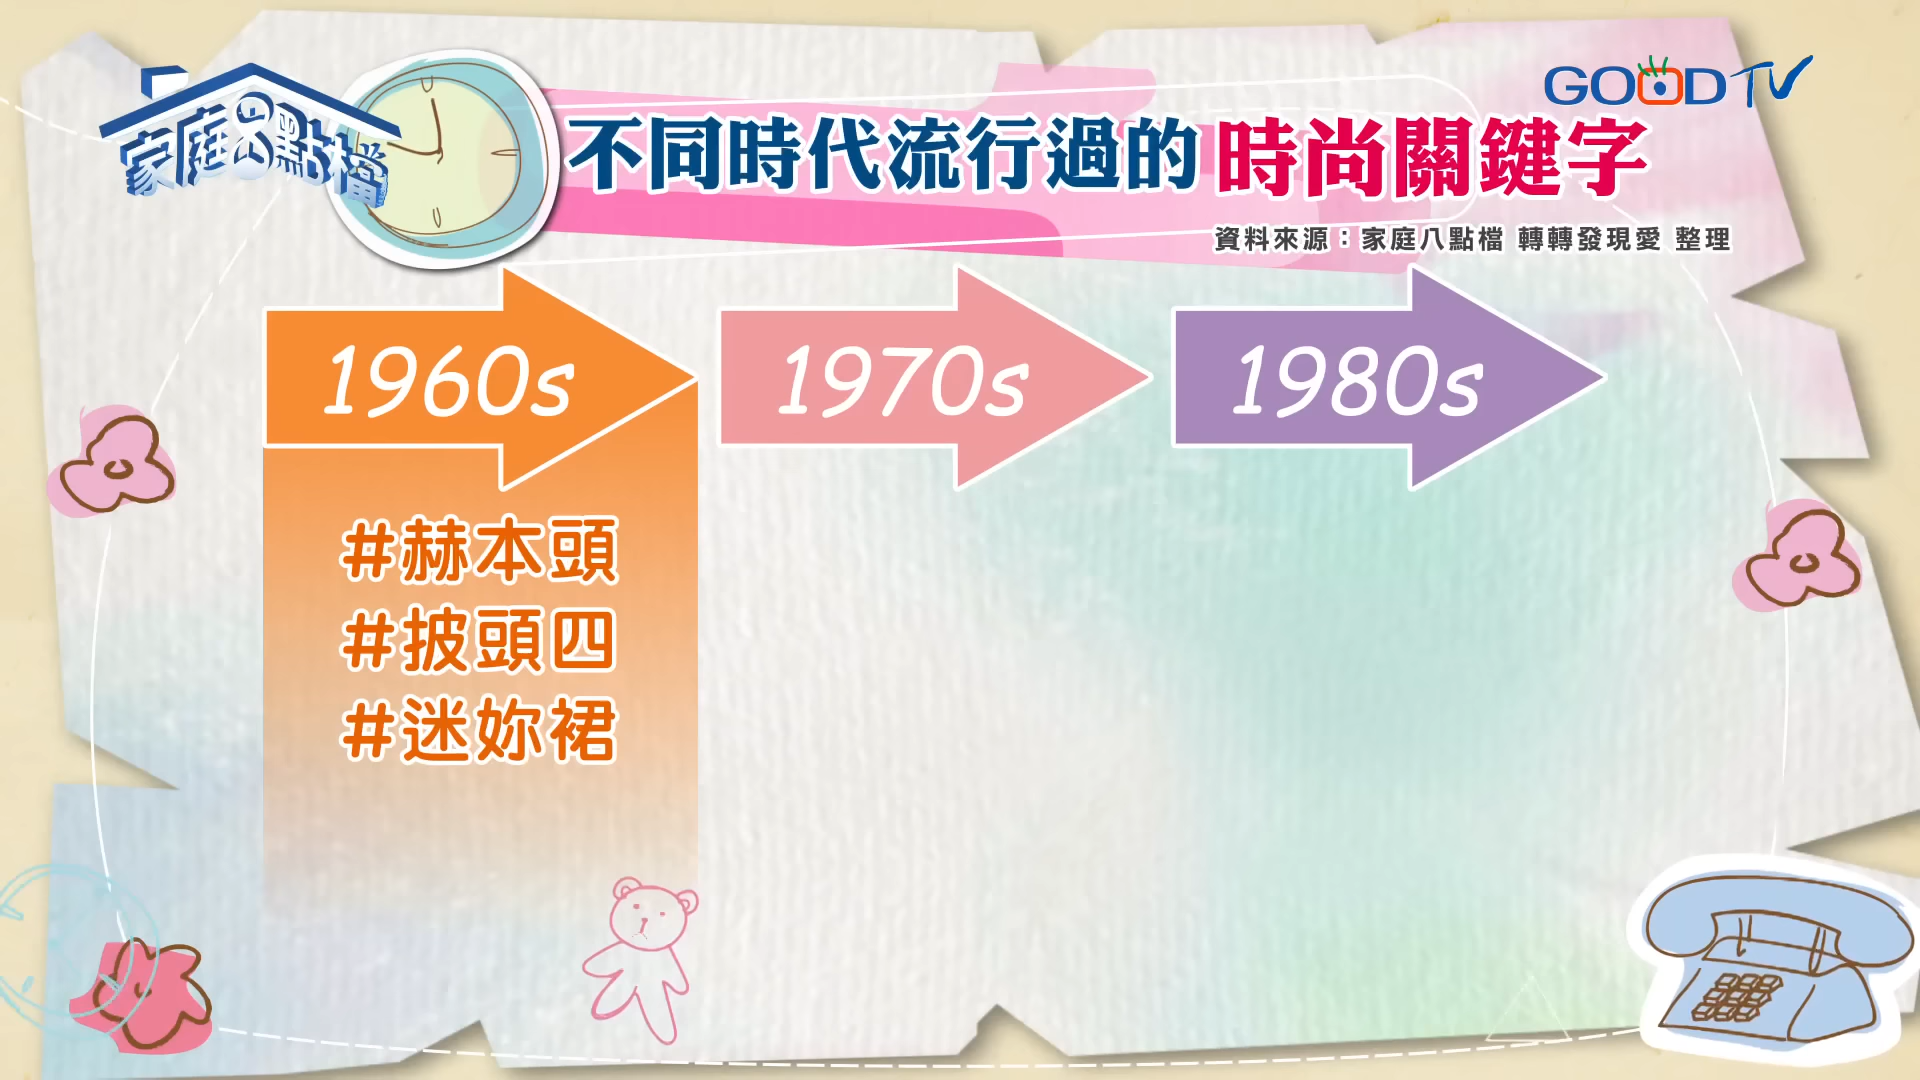 家庭8點檔
GOOD TV
不同時代流行過的時尚關鍵字
資料來源：家庭八點檔 轉轉發現愛 整理
1960s
1970s
1980s
#赫本頭
#披頭四
#迷妳裙